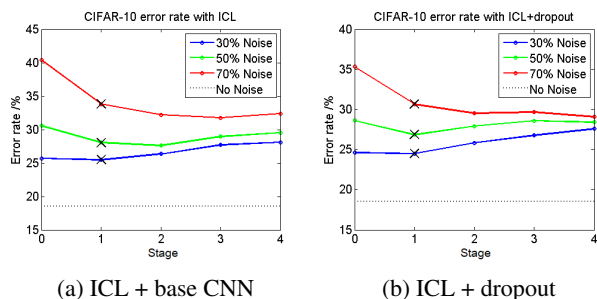 CIFAR-10 error rate with ICL
45
40
35
30
25
20
15
Error rate /%
0 1 2 3 4
Stage
30% Noise
50% Noise
70% Noise
No Noise
(a) ICL + base CNN
CIFAR-10 error rate with ICL+dropout
40
35
30
25
20
15
Error rate /%
0 1 2 3 4
Stage
30% Noise
50% Noise
70% Noise
No Noise
(b) ICL + dropout